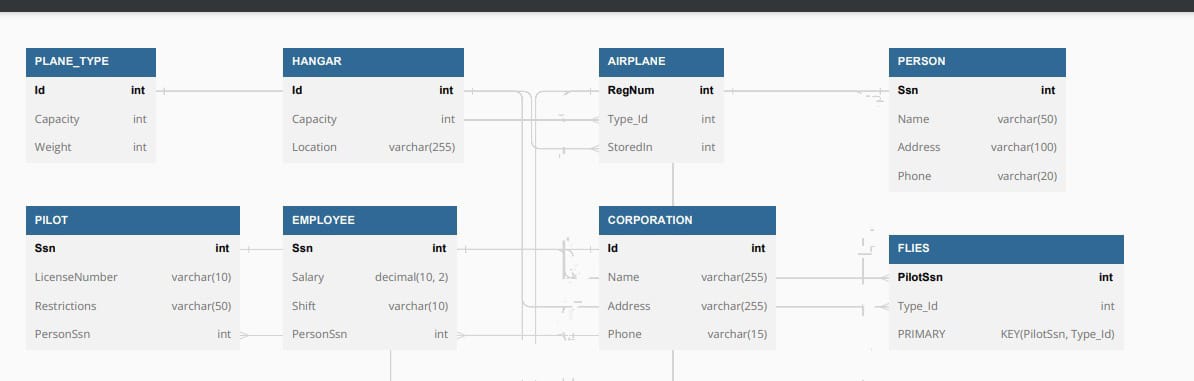 PLANE_TYPE
Id int
Capacity int
Weight int
HANGAR
Id int
Capacity int
Location varchar(255)
AIRPLANE
RegNum int
Type_Id int
StoredIn int
PERSON
Ssn int
Name varchar(50)
Address varchar(100)
Phone varchar(20)
PILOT
Ssn int
LicenseNumber varchar(10)
Restrictions varchar(50)
PersonSsn int
EMPLOYEE
Ssn int
Salary decimal(10, 2)
Shift varchar(10)
PersonSsn int
CORPORATION
Id int
Name varchar(255)
Address varchar(255)
Phone varchar(15)
FLIES
PilotSsn int
Type_Id int
PRIMARY KEY(PilotSsn, Type_Id)